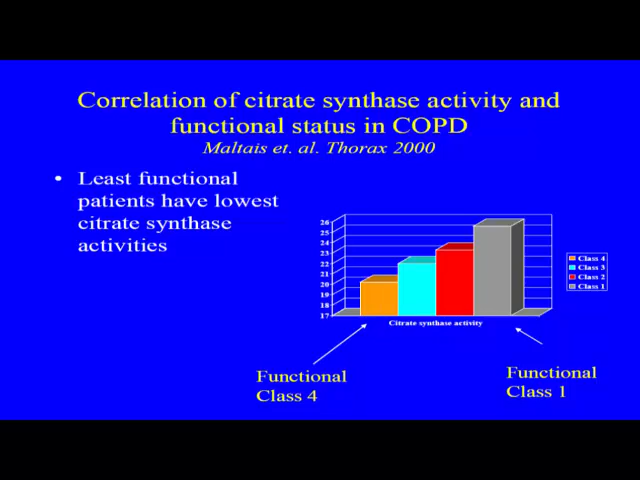 Correlation of citrate synthase activity and
functional status in COPD
Maltais et. al. Thorax 2000
• Least functional
patients have lowest
citrate synthase
activities
26
25
24
23
22
21
20
19
18
17
Citrate synthase activity
Class 4
Class 3
Class 2
Class 1
Functional
Class 4
Functional
Class 1